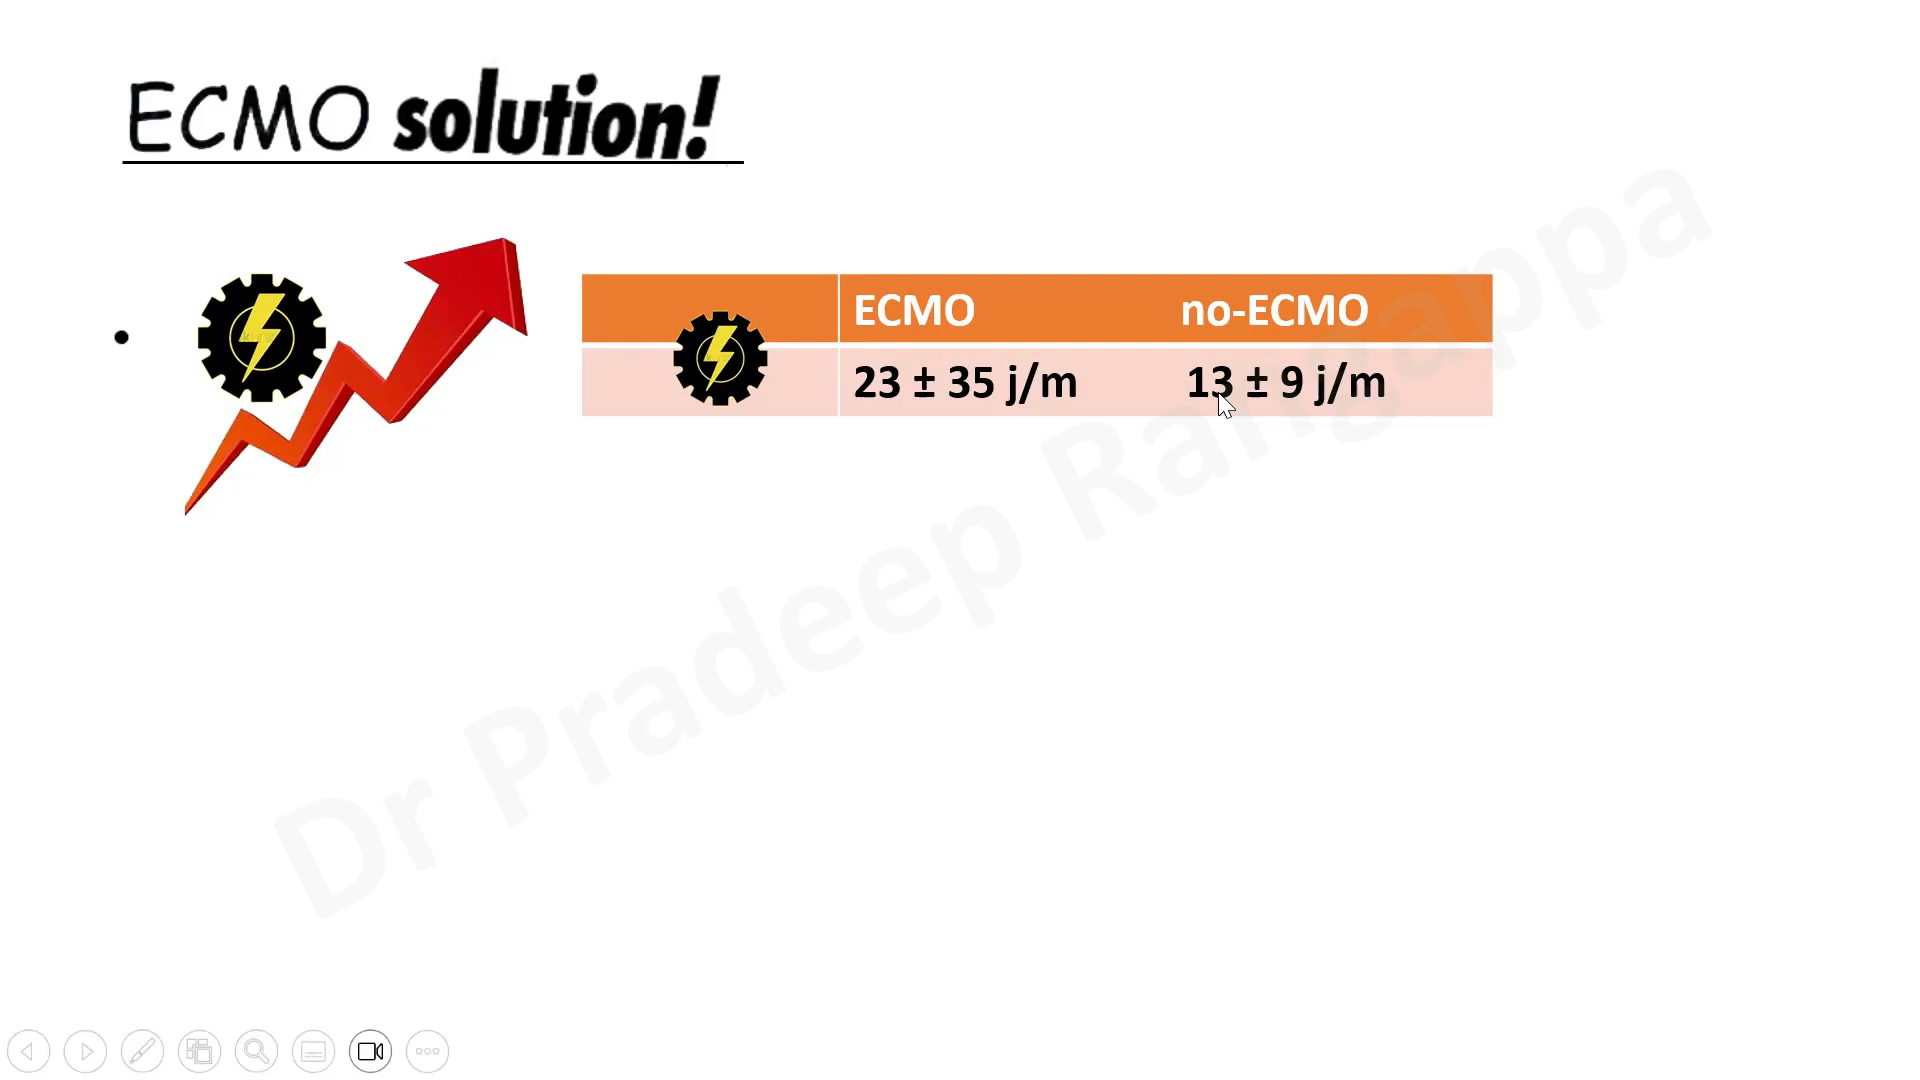 ECMO solution!
ECMO no-ECMO
23 ± 35 j/m 13 ± 9 j/m
Dr Pradeep Rangappa